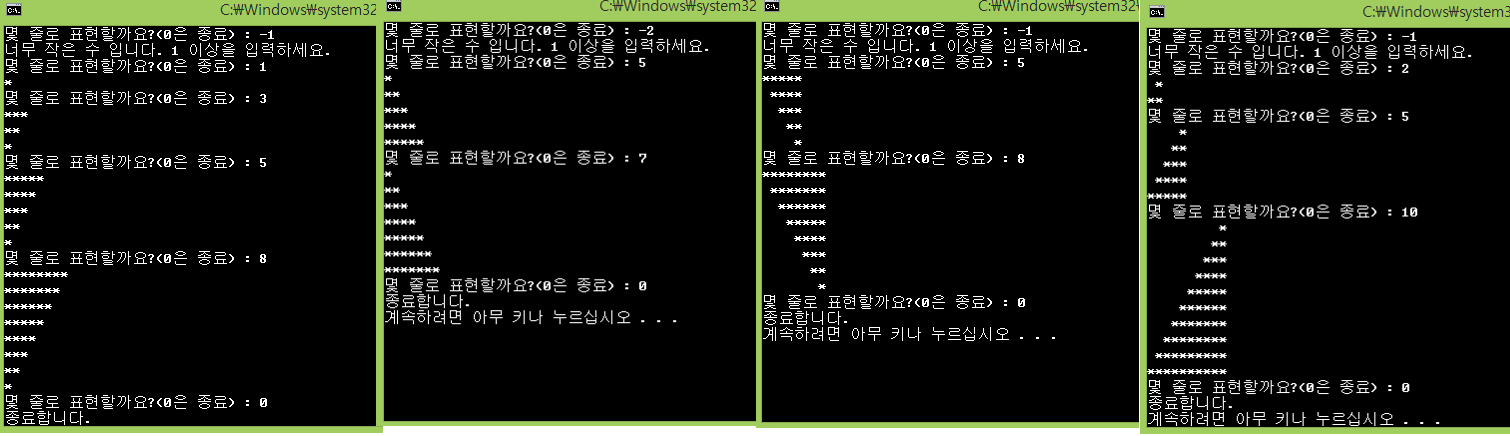 C:\Windows\system32
몇 줄로 표현할까요?(0은 종료) : -1
너무 작은 수 입니다. 1 이상을 입력하세요.
몇 줄로 표현할까요?(0은 종료) : 1
*
몇 줄로 표현할까요?(0은 종료) : 3
***
**
*
몇 줄로 표현할까요?(0은 종료) : 5
*****
****
***
**
*
몇 줄로 표현할까요?(0은 종료) : 8
********
*******
******
*****
****
***
**
*
몇 줄로 표현할까요?(0은 종료) : 0
종료합니다.
C:\Windows\system32
몇 줄로 표현할까요?(0은 종료) : -2
너무 작은 수 입니다. 1 이상을 입력하세요.
몇 줄로 표현할까요?(0은 종료) : 5
*
**
***
****
*****
몇 줄로 표현할까요?(0은 종료) : 7
*
**
***
****
*****
******
*******
몇 줄로 표현할까요?(0은 종료) : 0
종료합니다.
계속하려면 아무 키나 누르십시오 . . .
C:\Windows\system32\
몇 줄로 표현할까요?(0은 종료) : -1
너무 작은 수 입니다. 1 이상을 입력하세요.
몇 줄로 표현할까요?(0은 종료) : 5
*****
 ****
  ***
   **
    *
몇 줄로 표현할까요?(0은 종료) : 8
********
 *******
  ******
   *****
    ****
     ***
      **
       *
몇 줄로 표현할까요?(0은 종료) : 0
종료합니다.
계속하려면 아무 키나 누르십시오 . . .
C:\Windows\system3
몇 줄로 표현할까요?(0은 종료) : -1
너무 작은 수 입니다. 1 이상을 입력하세요.
몇 줄로 표현할까요?(0은 종료) : 2
 *
**
몇 줄로 표현할까요?(0은 종료) : 5
    *
   **
  ***
 ****
*****
몇 줄로 표현할까요?(0은 종료) : 10
         *
        **
       ***
      ****
     *****
    ******
   *******
  ********
 *********
**********
몇 줄로 표현할까요?(0은 종료) : 0
종료합니다.
계속하려면 아무 키나 누르십시오 . . .